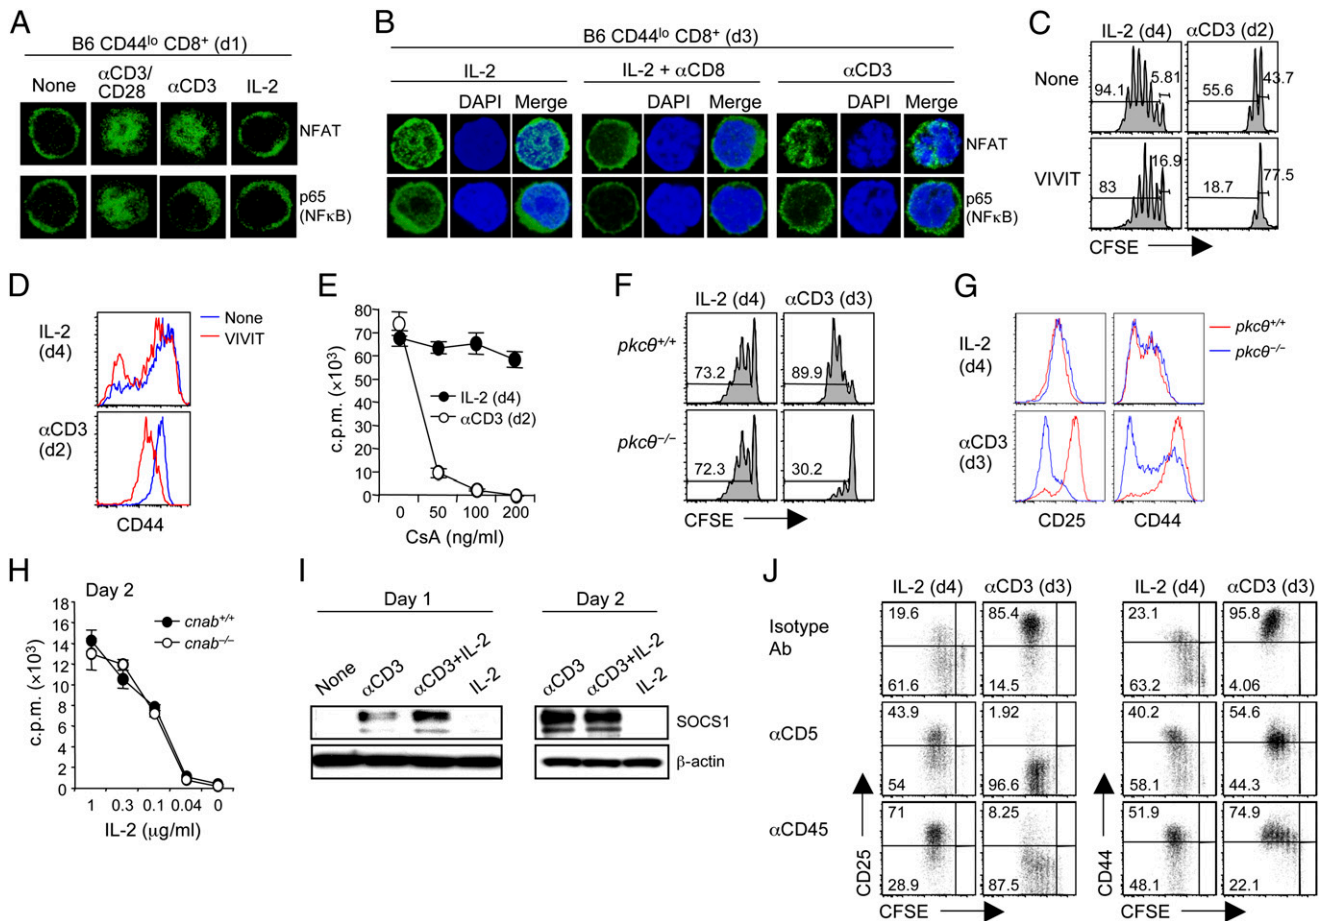 A
B6 CD44lo CD8+ (d1)
None αCD3/CD28 αCD3 IL-2
NFAT
p65 (NFκB)
B
B6 CD44lo CD8+ (d3)
IL-2 IL-2 + αCD8 αCD3
DAPI Merge DAPI Merge DAPI Merge
NFAT
p65 (NFκB)
C
IL-2 (d4) αCD3 (d2)
None
94.1 5.81 55.6 43.7
VIVIT
83 16.9 18.7 77.5
CFSE
D
IL-2 (d4)
None
VIVIT
αCD3 (d2)
CD44
E
80
70
60
50
40
30
20
10
0
c.p.m. (×10³)
IL-2 (d4)
αCD3 (d2)
0 50 100 200
CsA (ng/ml)
F
IL-2 (d4) αCD3 (d3)
pkcθ+/+
73.2 89.9
pkcθ−/−
72.3 30.2
CFSE
G
IL-2 (d4)
pkcθ+/+
pkcθ−/−
αCD3 (d3)
CD25 CD44
H
Day 2
18
16
14
12
10
8
6
4
2
0
c.p.m. (×10³)
cnab+/+
cnab−/−
1 0.3 0.1 0.04 0
IL-2 (μg/ml)
I
Day 1 Day 2
None αCD3 αCD3+IL-2 IL-2 αCD3 αCD3+IL-2 IL-2
SOCS1
β-actin
J
IL-2 (d4) αCD3 (d3) IL-2 (d4) αCD3 (d3)
Isotype Ab
19.6 85.4 23.1 95.8
61.6 14.5 63.2 4.06
αCD5
43.9 1.92 40.2 54.6
54 96.6 58.1 44.3
αCD45
71 8.25 51.9 74.9
28.9 87.5 48.1 22.1
CD25 CD44
CFSE CFSE